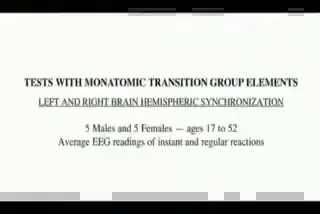 TESTS WITH MONATOMIC TRANSITION GROUP ELEMENTS
LEFT AND RIGHT BRAIN HEMISPHERIC SYNCHRONIZATION
5 Males and 5 Females — ages 17 to 52
Average EEG readings of instant and regular reactions